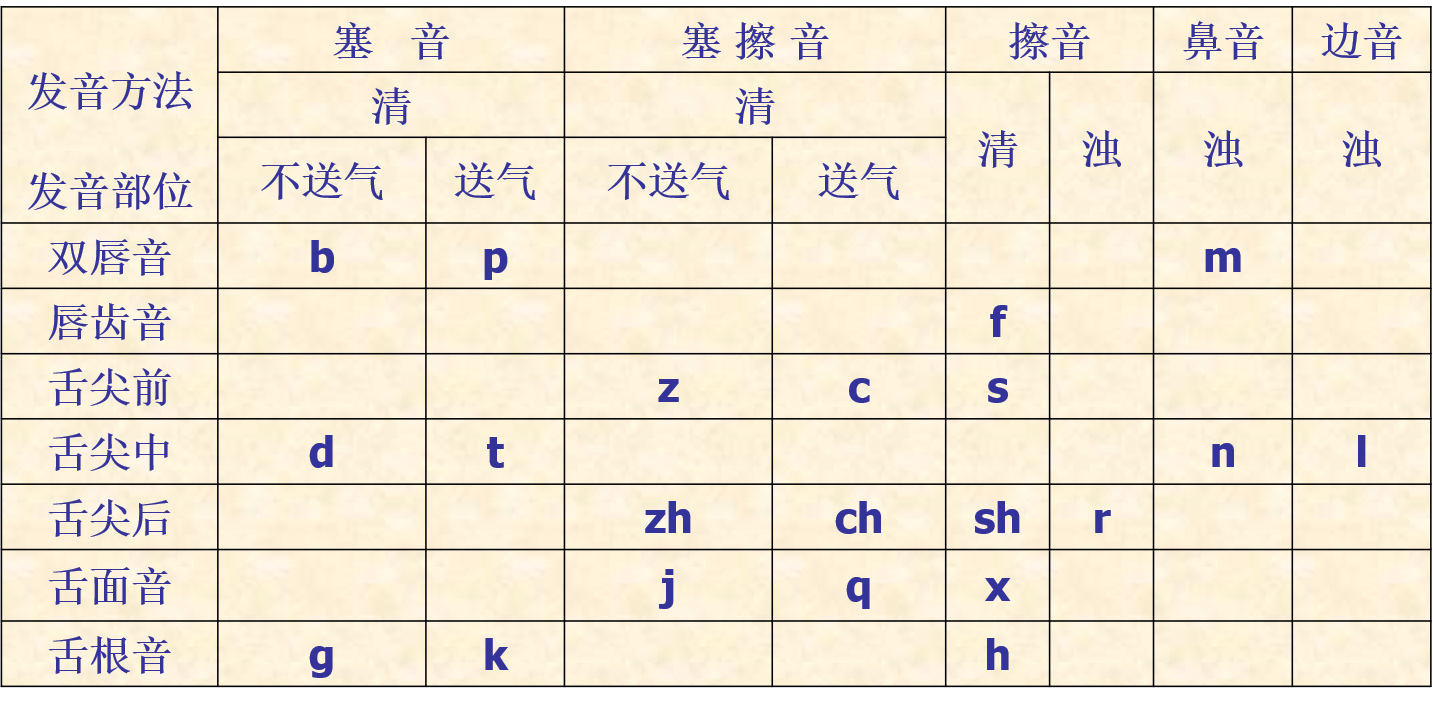 发音方法
发音部位
塞 音 塞 擦 音 擦音 鼻音 边音
清 清 清 浊 浊 浊
不送气 送气 不送气 送气
双唇音 b p m
唇齿音 f
舌尖前 z c s
舌尖中 d t n l
舌尖后 zh ch sh r
舌面音 j q x
舌根音 g k h